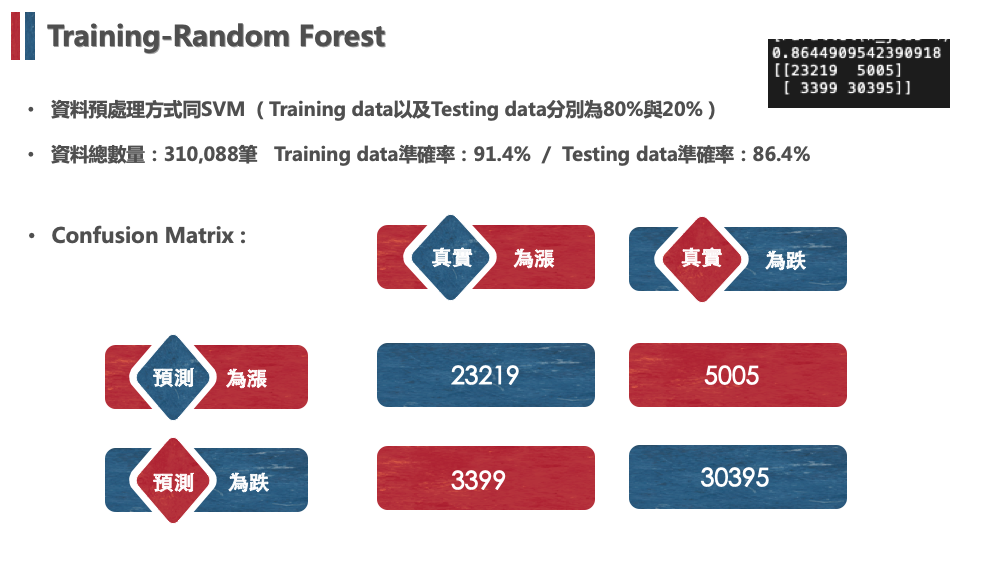 Training-Random Forest
0.8644909542390918
[[23219  5005]
 [ 3399 30395]]
• 資料預處理方式同SVM （Training data以及Testing data分別為80%與20%）
• 資料總數量：310,088筆   Training data準確率：91.4%  /  Testing data準確率：86.4%
• Confusion Matrix：
真實 為漲
真實 為跌
預測 為漲
23219
5005
預測 為跌
3399
30395